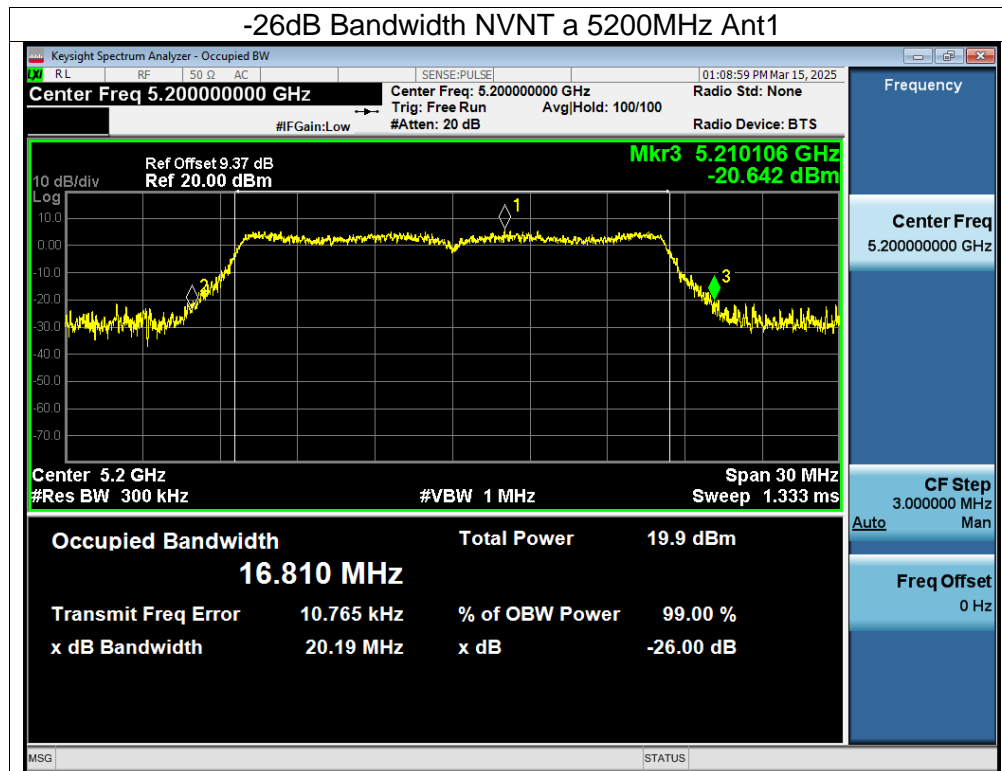 -26dB Bandwidth NVNT a 5200MHz Ant1
Keysight Spectrum Analyzer - Occupied BW
LXI RL RF 50 Ω AC SENSE:PULSE 01:08:59 PM Mar 15, 2025
Center Freq 5.200000000 GHz Center Freq: 5.200000000 GHz Radio Std: None
Trig: Free Run Avg|Hold: 100/100
#IFGain:Low #Atten: 20 dB Radio Device: BTS
Mkr3 5.210106 GHz
-20.642 dBm
Ref Offset 9.37 dB
10 dB/div Ref 20.00 dBm
Log
10.0
0.00
-10.0
-20.0
-30.0
-40.0
-50.0
-60.0
-70.0
1
2
3
Center 5.2 GHz Span 30 MHz
#Res BW 300 kHz #VBW 1 MHz Sweep 1.333 ms
Occupied Bandwidth Total Power 19.9 dBm
16.810 MHz
Transmit Freq Error 10.765 kHz % of OBW Power 99.00 %
x dB Bandwidth 20.19 MHz x dB -26.00 dB
Frequency
Center Freq
5.200000000 GHz
CF Step
3.000000 MHz
Auto Man
Freq Offset
0 Hz
MSG STATUS